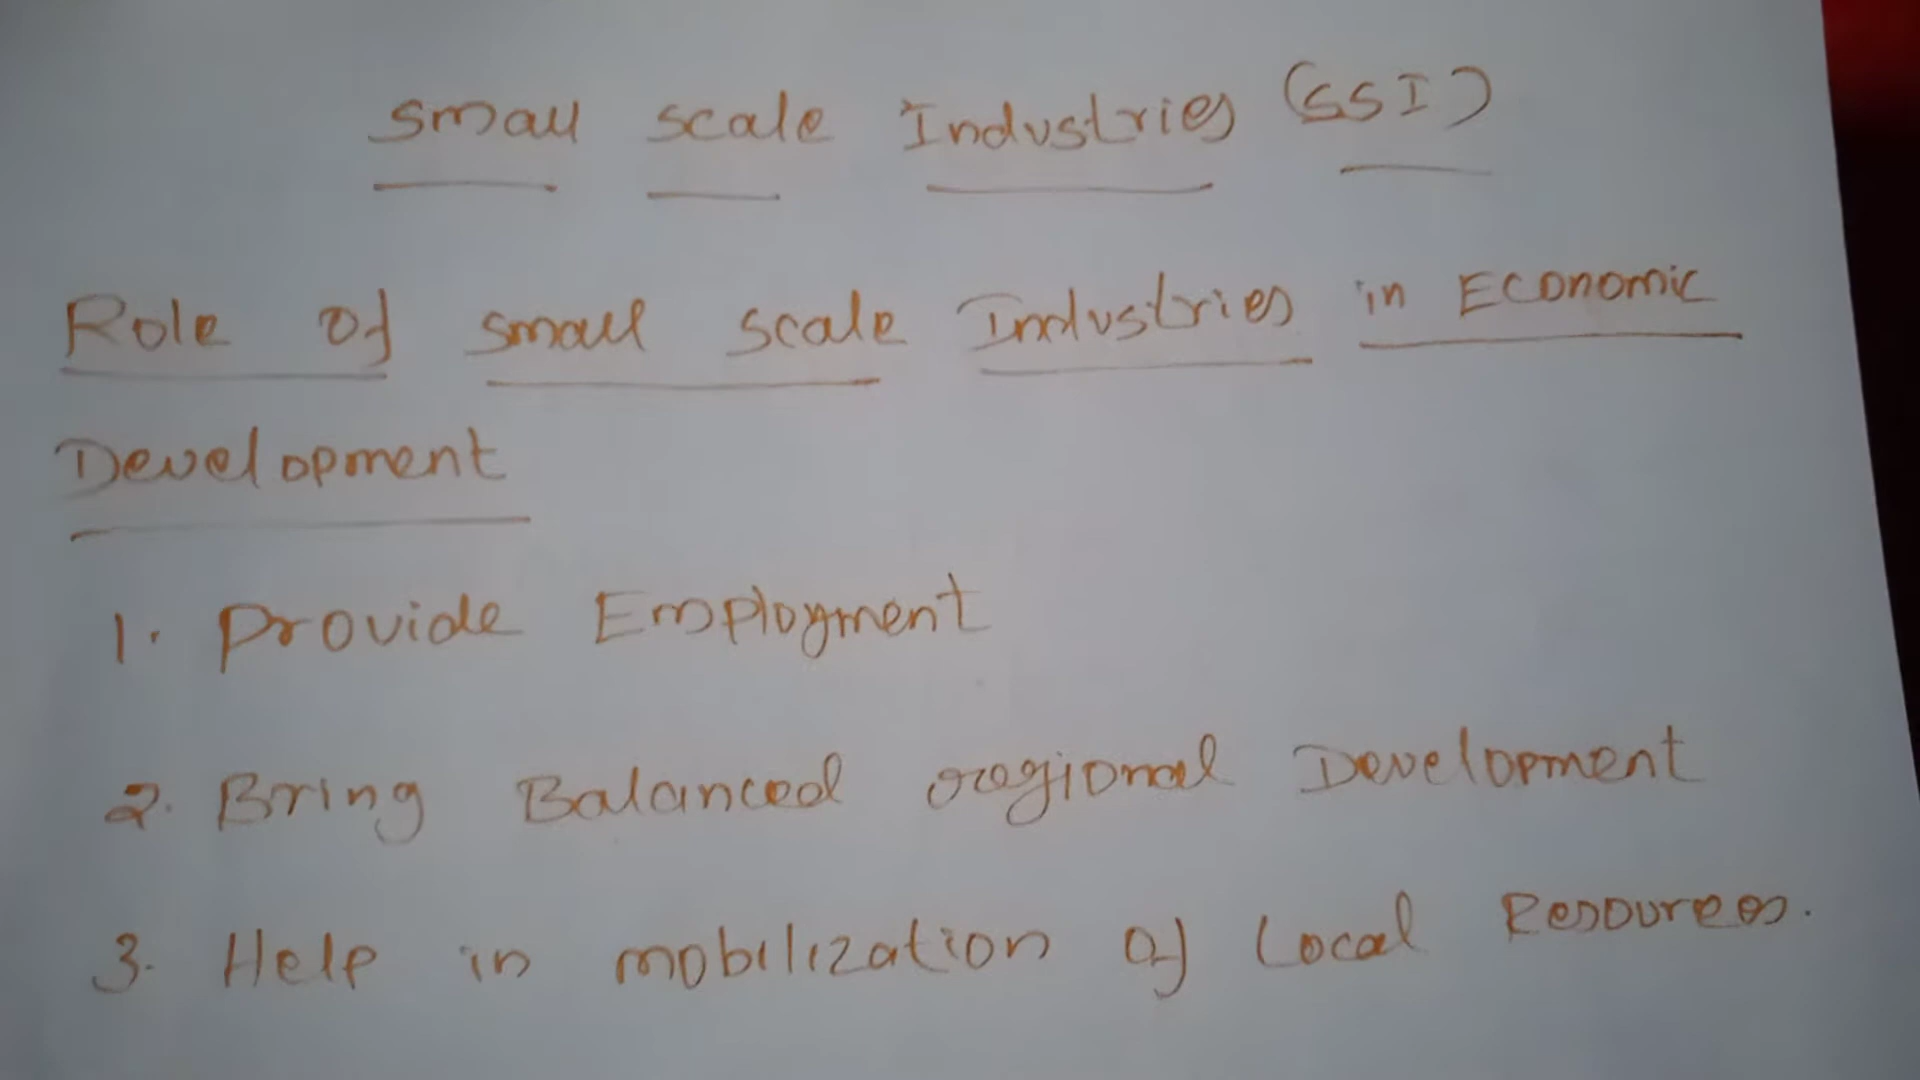 Small scale Industries (SSI)
Role of small scale Industries in Economic
Development
1. Provide Employment
2. Bring Balanced regional Development
3. Help in mobilization of Local Resources.